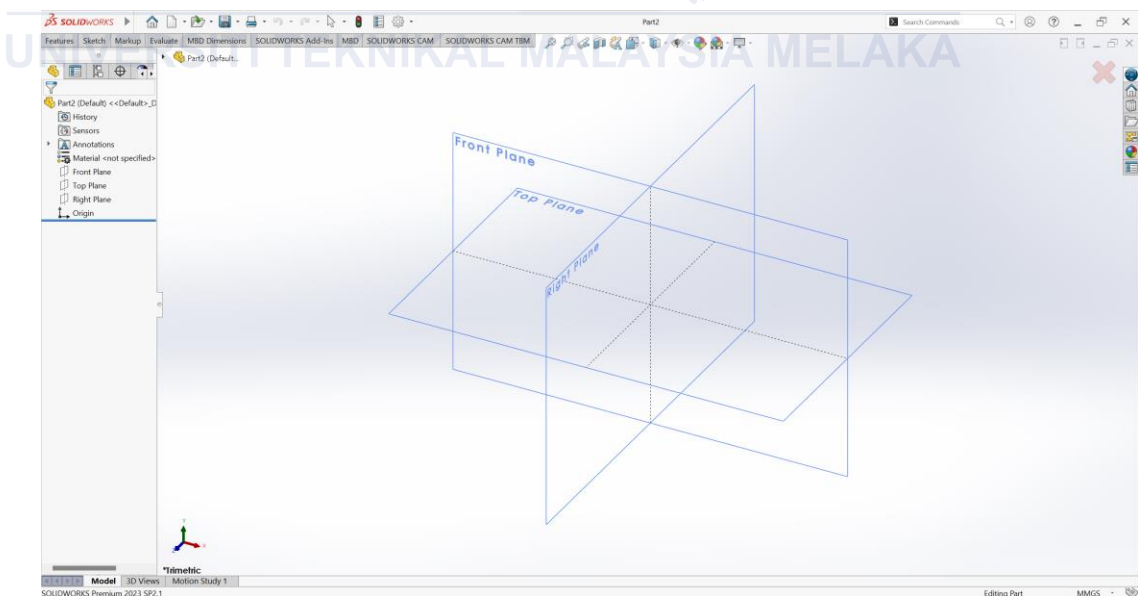 SOLIDWORKS
Part2
Search Commands
Features Sketch Markup Evaluate MBD Dimensions SOLIDWORKS Add-Ins MBD SOLIDWORKS CAM SOLIDWORKS CAM TBM
UNIVERSITI TEKNIKAL MALAYSIA MELAKA
Part2 (Default..
Part2 (Default) <<Default>_D
History
Sensors
Annotations
Material <not specified>
Front Plane
Top Plane
Right Plane
Origin
Front Plane
Top Plane
Right Plane
Y
X
Z
*Trimetric
Model 3D Views Motion Study 1
SOLIDWORKS Premium 2023 SP2.1
Editing Part MMGS